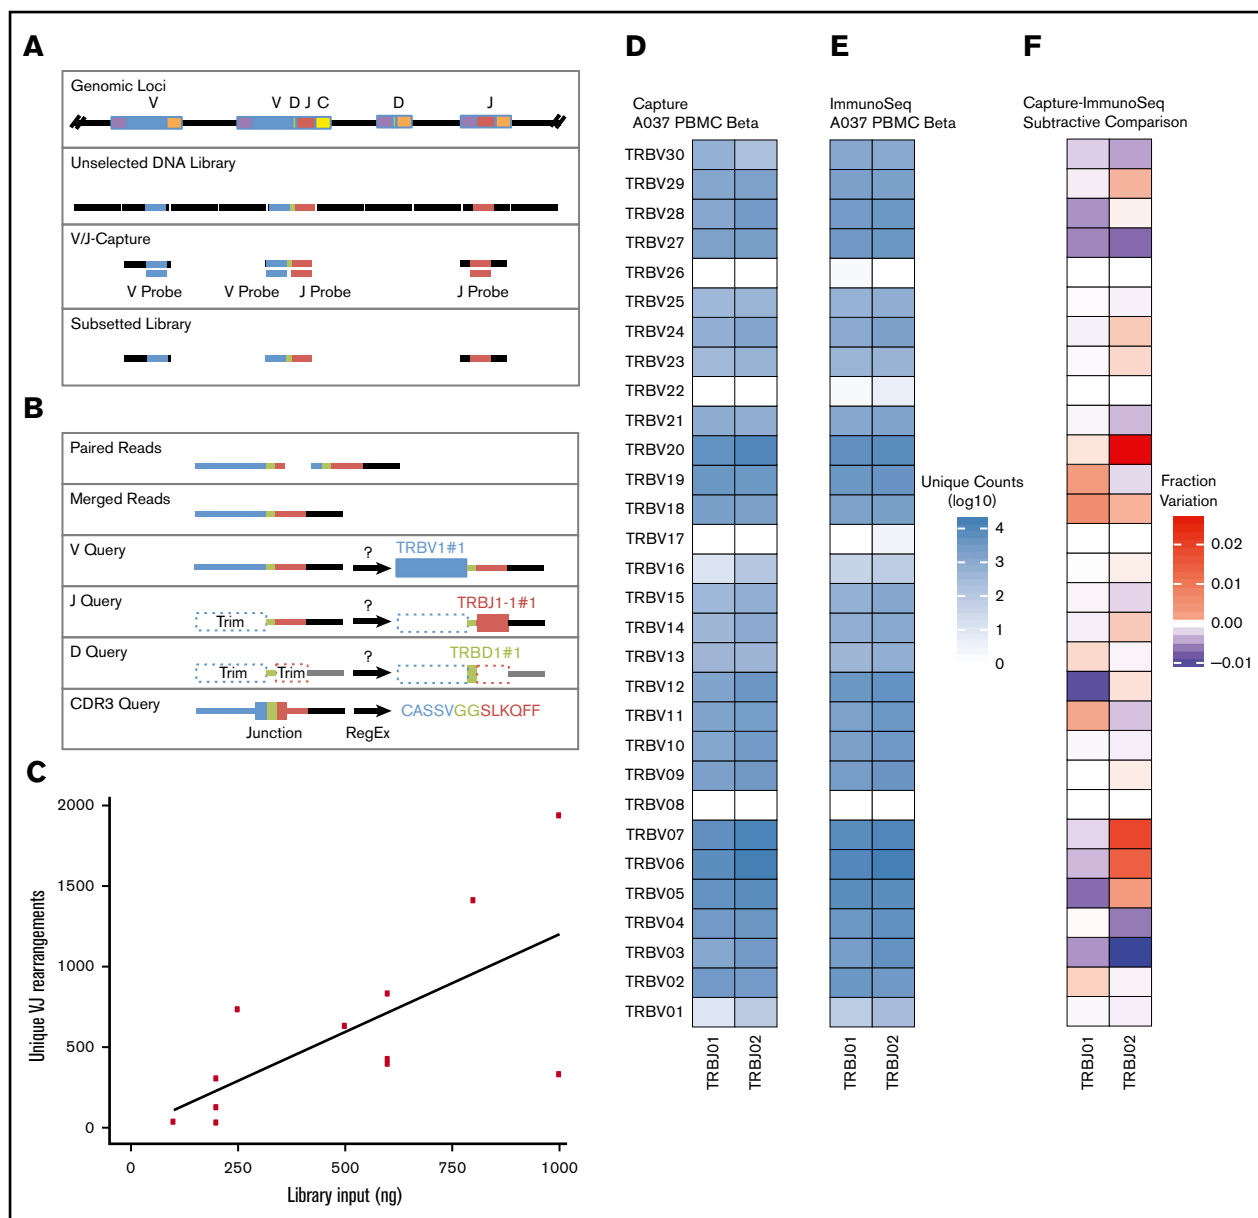 A
Genomic Loci
V
V D J C
D
J
Unselected DNA Library
V/J-Capture
V Probe
V Probe
J Probe
J Probe
Subsetted Library
B
Paired Reads
Merged Reads
V Query
?
TRBV1#1
J Query
Trim
?
TRBJ1-1#1
D Query
Trim
Trim
?
TRBD1#1
CDR3 Query
Junction
RegEx
CASSVGGSLKQFF
C
Unique VJ rearrangements
2000
1500
1000
500
0
0
250
500
750
1000
Library input (ng)
D
Capture
A037 PBMC Beta
TRBV30
TRBV29
TRBV28
TRBV27
TRBV26
TRBV25
TRBV24
TRBV23
TRBV22
TRBV21
TRBV20
TRBV19
TRBV18
TRBV17
TRBV16
TRBV15
TRBV14
TRBV13
TRBV12
TRBV11
TRBV10
TRBV09
TRBV08
TRBV07
TRBV06
TRBV05
TRBV04
TRBV03
TRBV02
TRBV01
TRBJ01
TRBJ02
E
ImmunoSeq
A037 PBMC Beta
TRBJ01
TRBJ02
Unique Counts
(log10)
4
3
2
1
0
F
Capture-ImmunoSeq
Subtractive Comparison
TRBJ01
TRBJ02
Fraction
Variation
0.02
0.01
0.00
−0.01